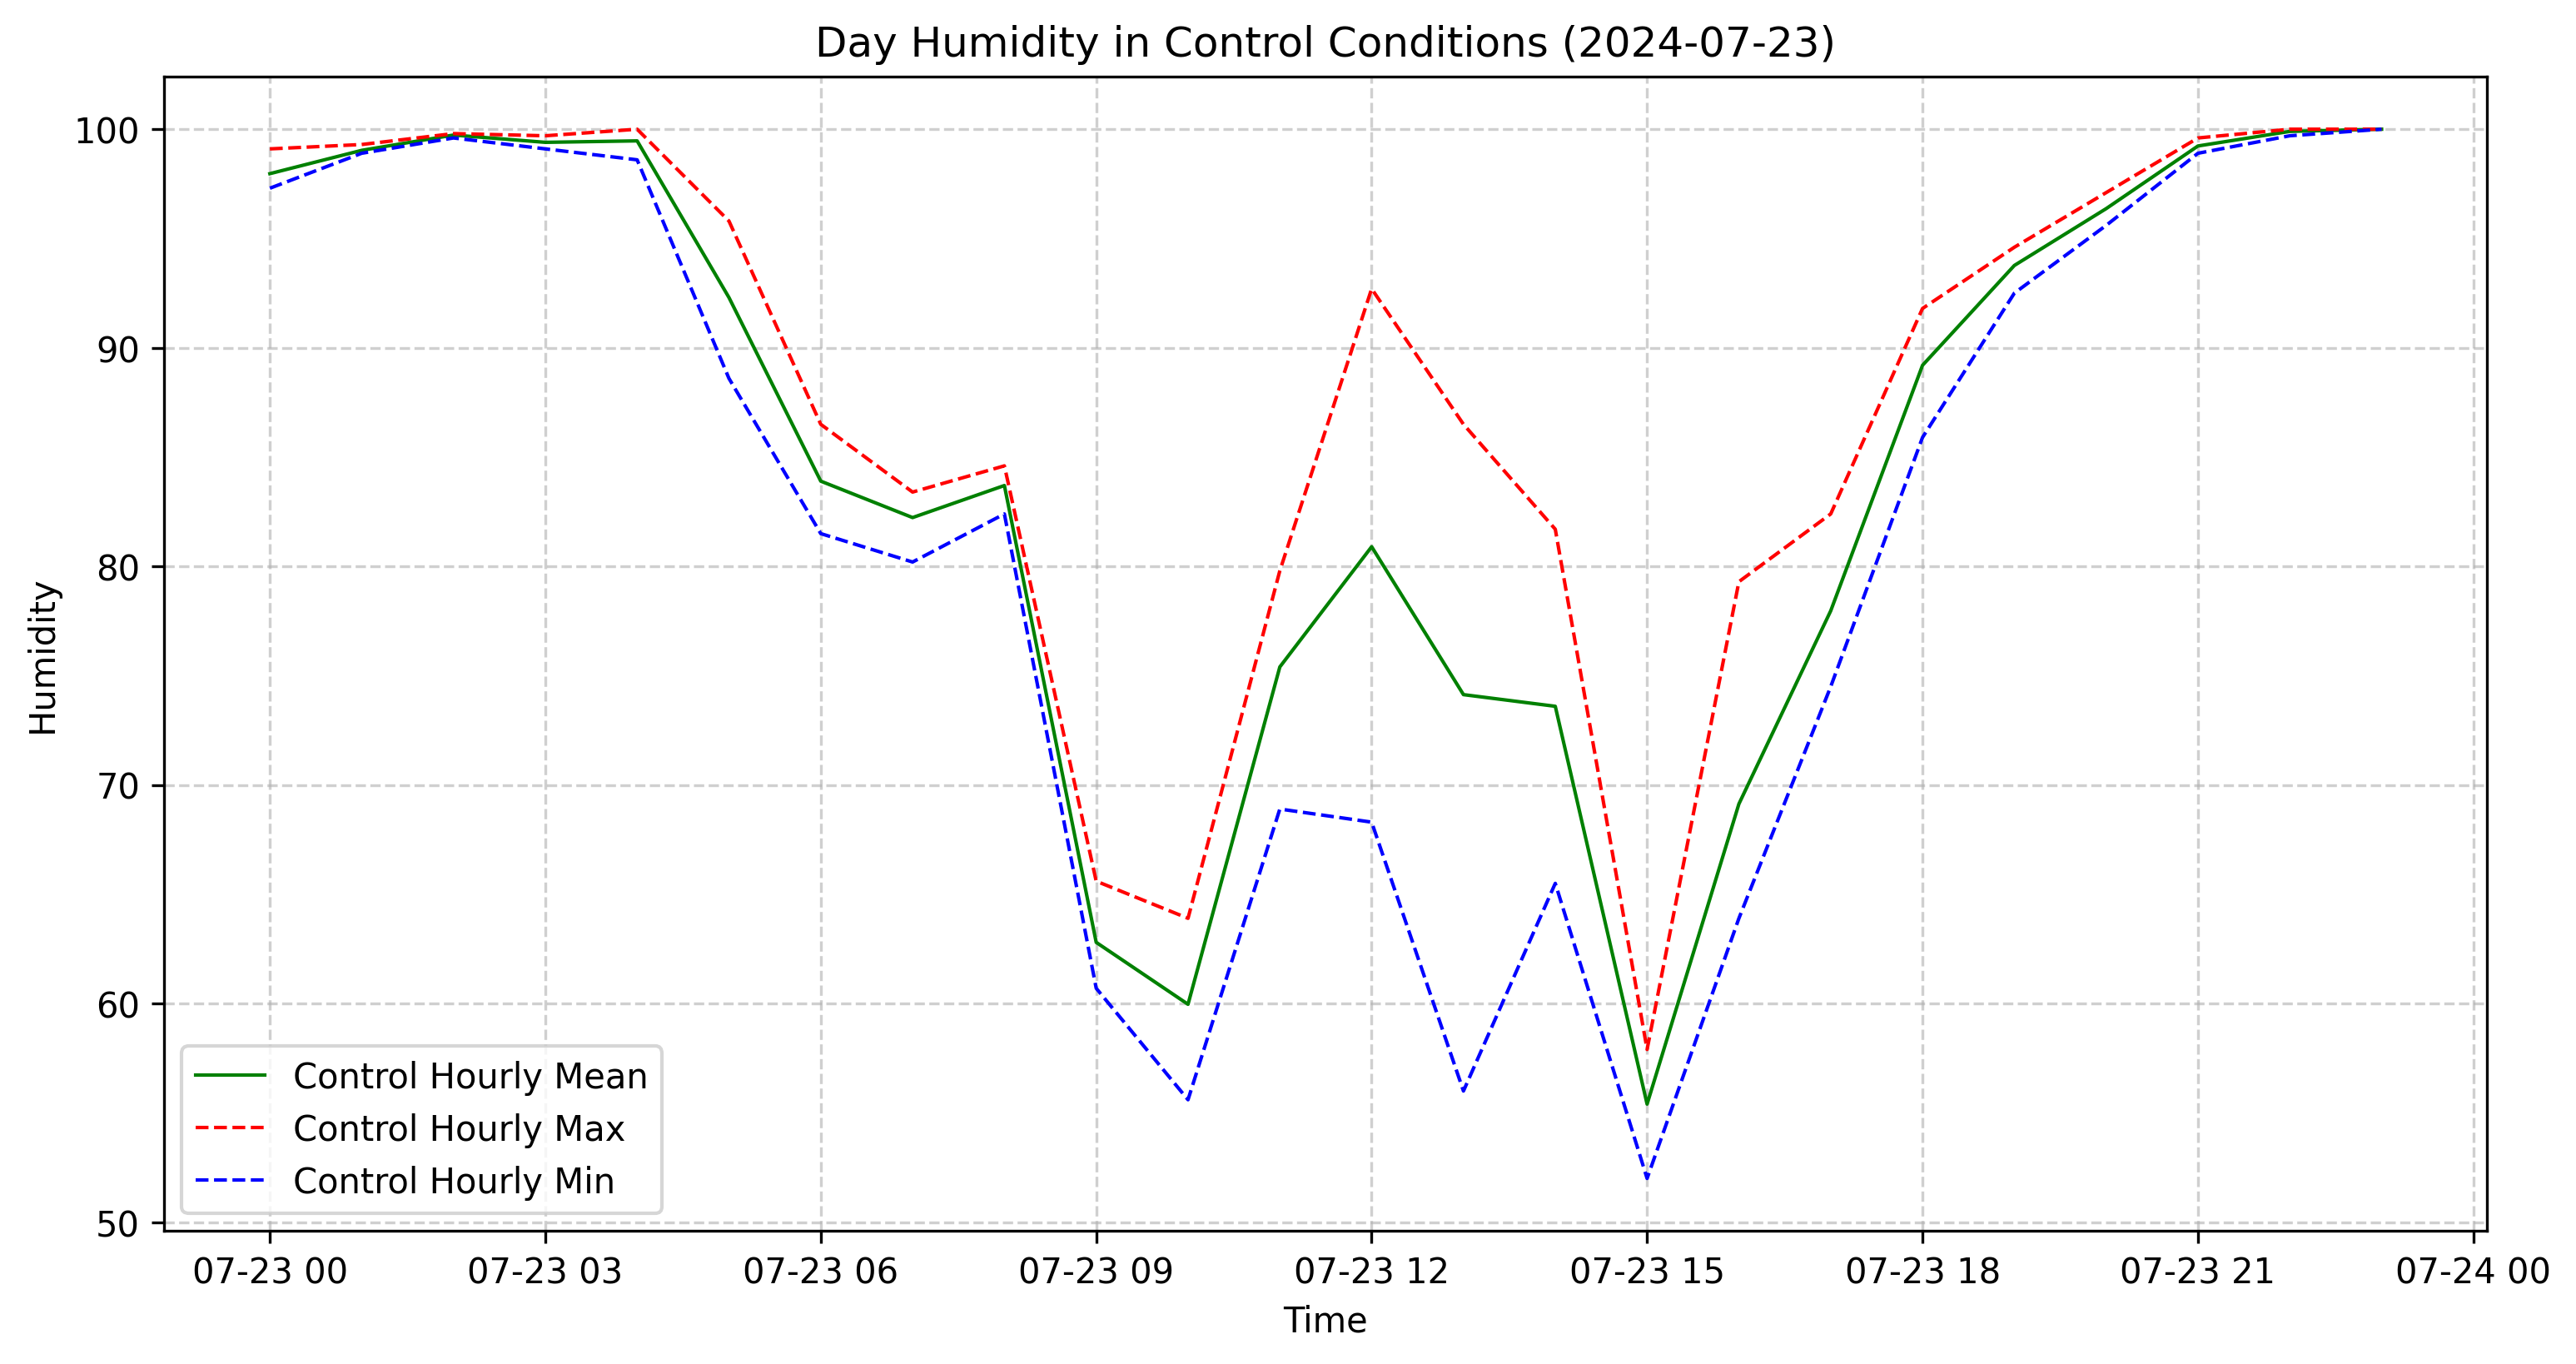 Day Humidity in Control Conditions (2024-07-23)
Humidity
100
90
80
70
60
50
Control Hourly Mean
Control Hourly Max
Control Hourly Min
07-23 00 07-23 03 07-23 06 07-23 09 07-23 12 07-23 15 07-23 18 07-23 21 07-24 00
Time